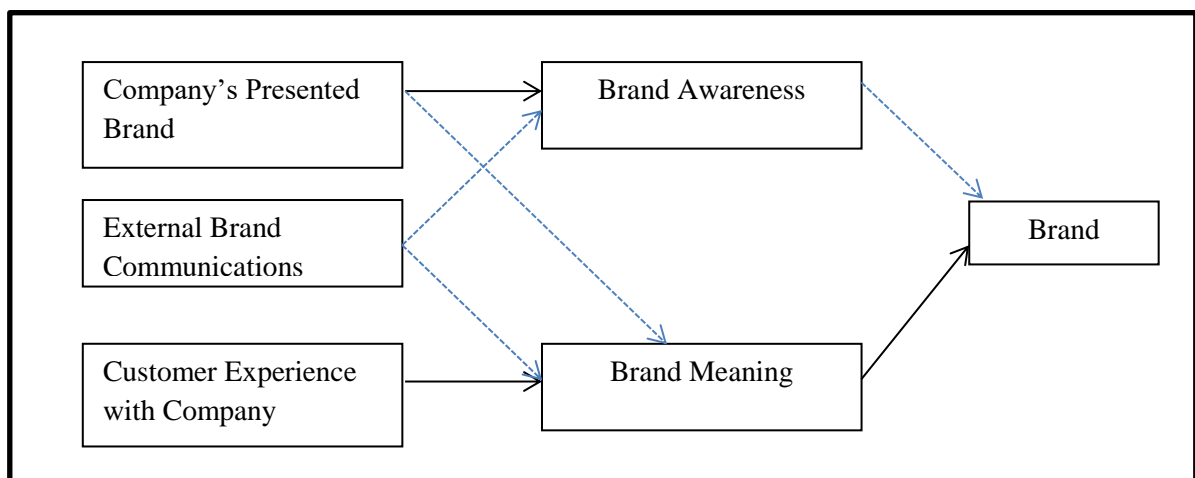 Company’s Presented
Brand
Brand Awareness
External Brand
Communications
Brand
Customer Experience
with Company
Brand Meaning